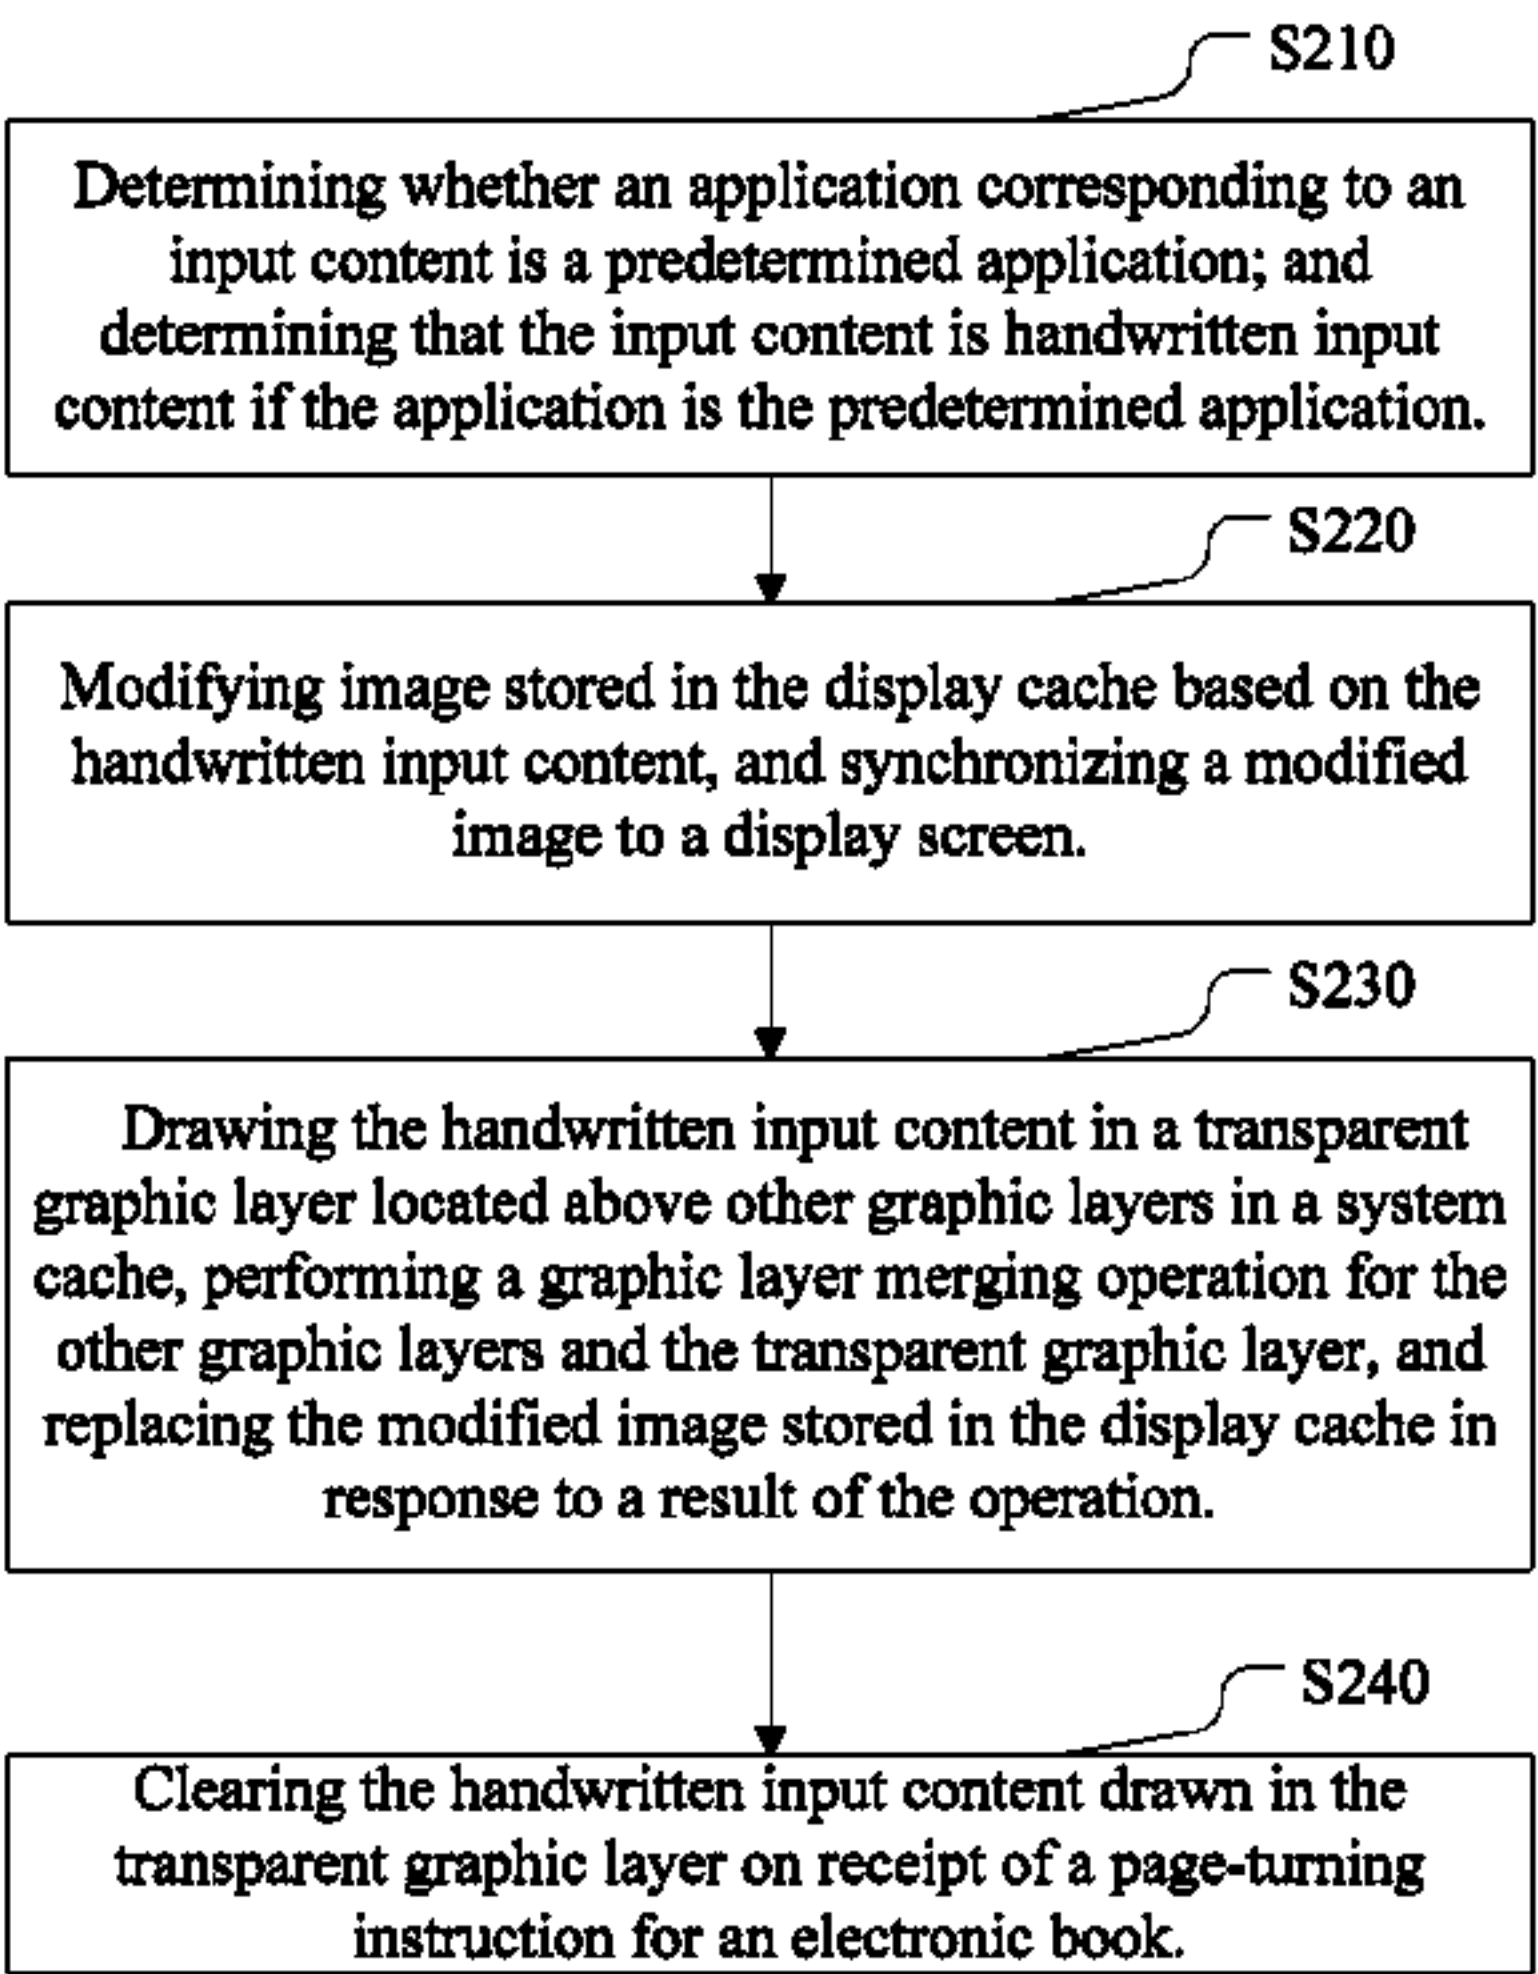 S210
Determining whether an application corresponding to an
input content is a predetermined application; and
determining that the input content is handwritten input
content if the application is the predetermined application.
S220
Modifying image stored in the display cache based on the
handwritten input content, and synchronizing a modified
image to a display screen.
S230
Drawing the handwritten input content in a transparent
graphic layer located above other graphic layers in a system
cache, performing a graphic layer merging operation for the
other graphic layers and the transparent graphic layer, and
replacing the modified image stored in the display cache in
response to a result of the operation.
S240
Clearing the handwritten input content drawn in the
transparent graphic layer on receipt of a page-turning
instruction for an electronic book.